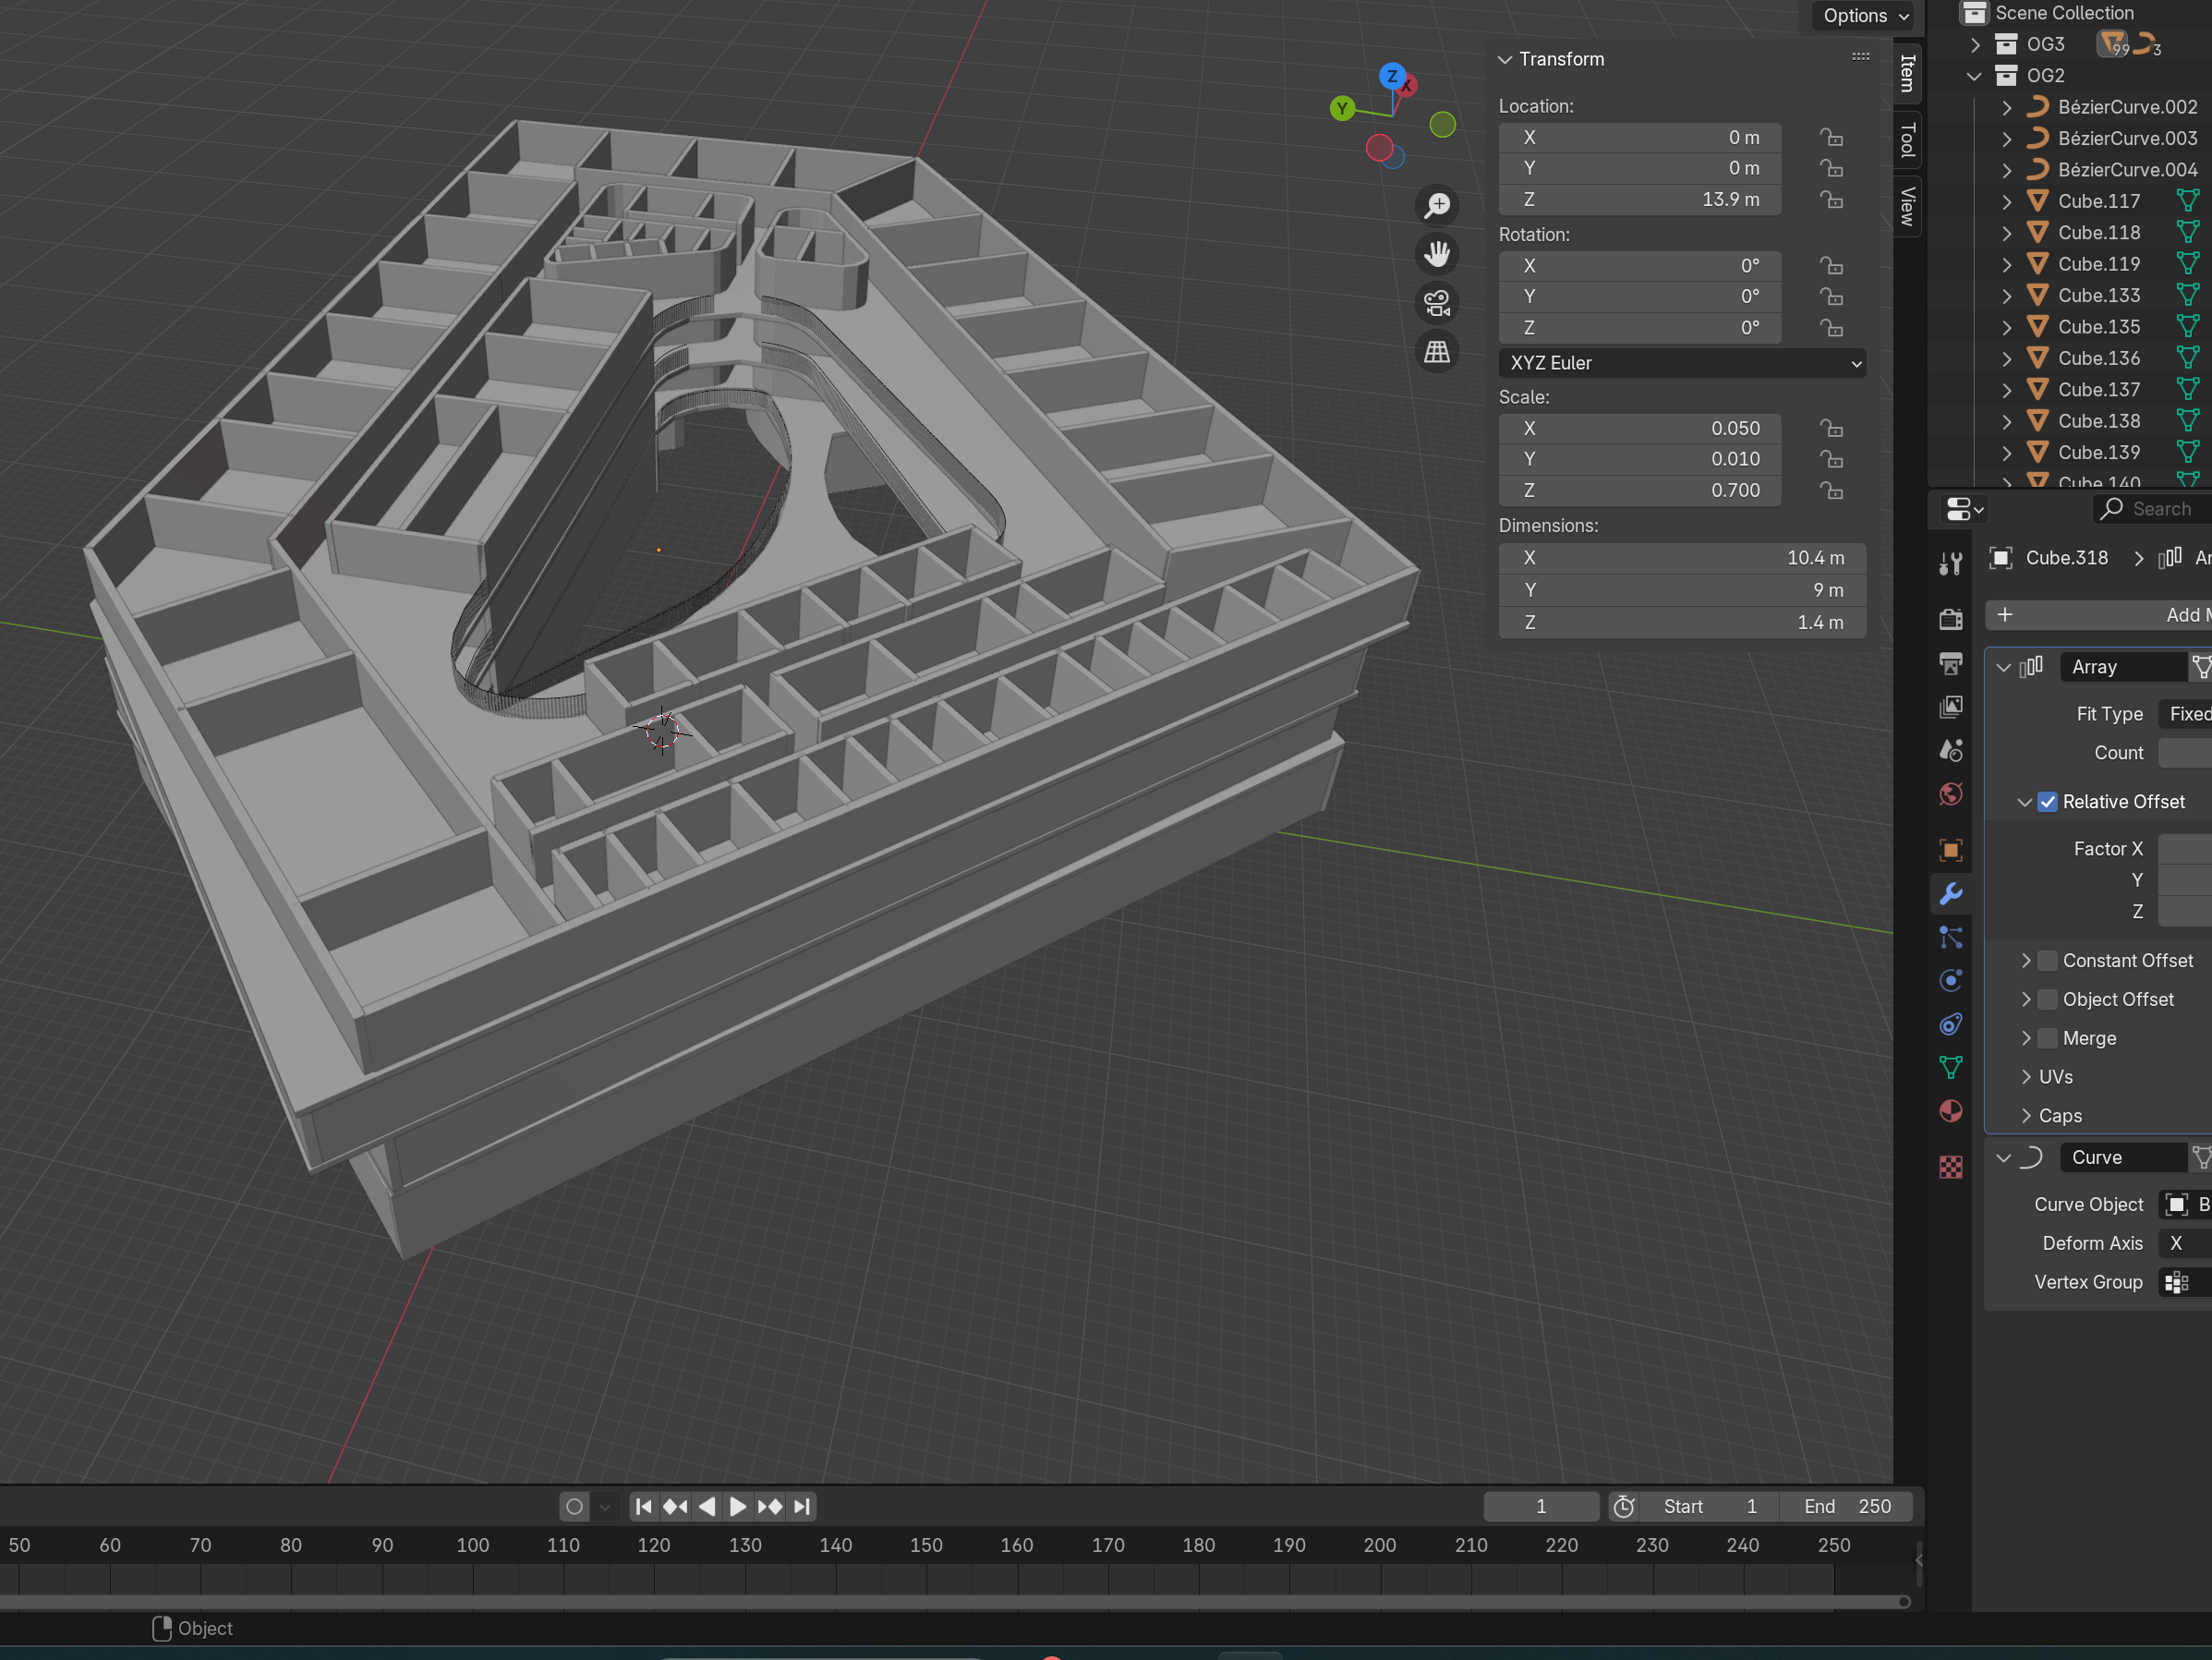 Options
Transform
Location:
X 0 m
Y 0 m
Z 13.9 m
Rotation:
X 0°
Y 0°
Z 0°
XYZ Euler
Scale:
X 0.050
Y 0.010
Z 0.700
Dimensions:
X 10.4 m
Y 9 m
Z 1.4 m
Z
X
Y
Item
Tool
View
Scene Collection
OG3 99 3
OG2
BézierCurve.002
BézierCurve.003
BézierCurve.004
Cube.117
Cube.118
Cube.119
Cube.133
Cube.135
Cube.136
Cube.137
Cube.138
Cube.139
Cube.140
Search
Cube.318 > Ar
+ Add M
Array
Fit Type Fixed
Count
Relative Offset
Factor X
Y
Z
Constant Offset
Object Offset
Merge
UVs
Caps
Curve
Curve Object B
Deform Axis X
Vertex Group
1 Start 1 End 250
50 60 70 80 90 100 110 120 130 140 150 160 170 180 190 200 210 220 230 240 250
Object